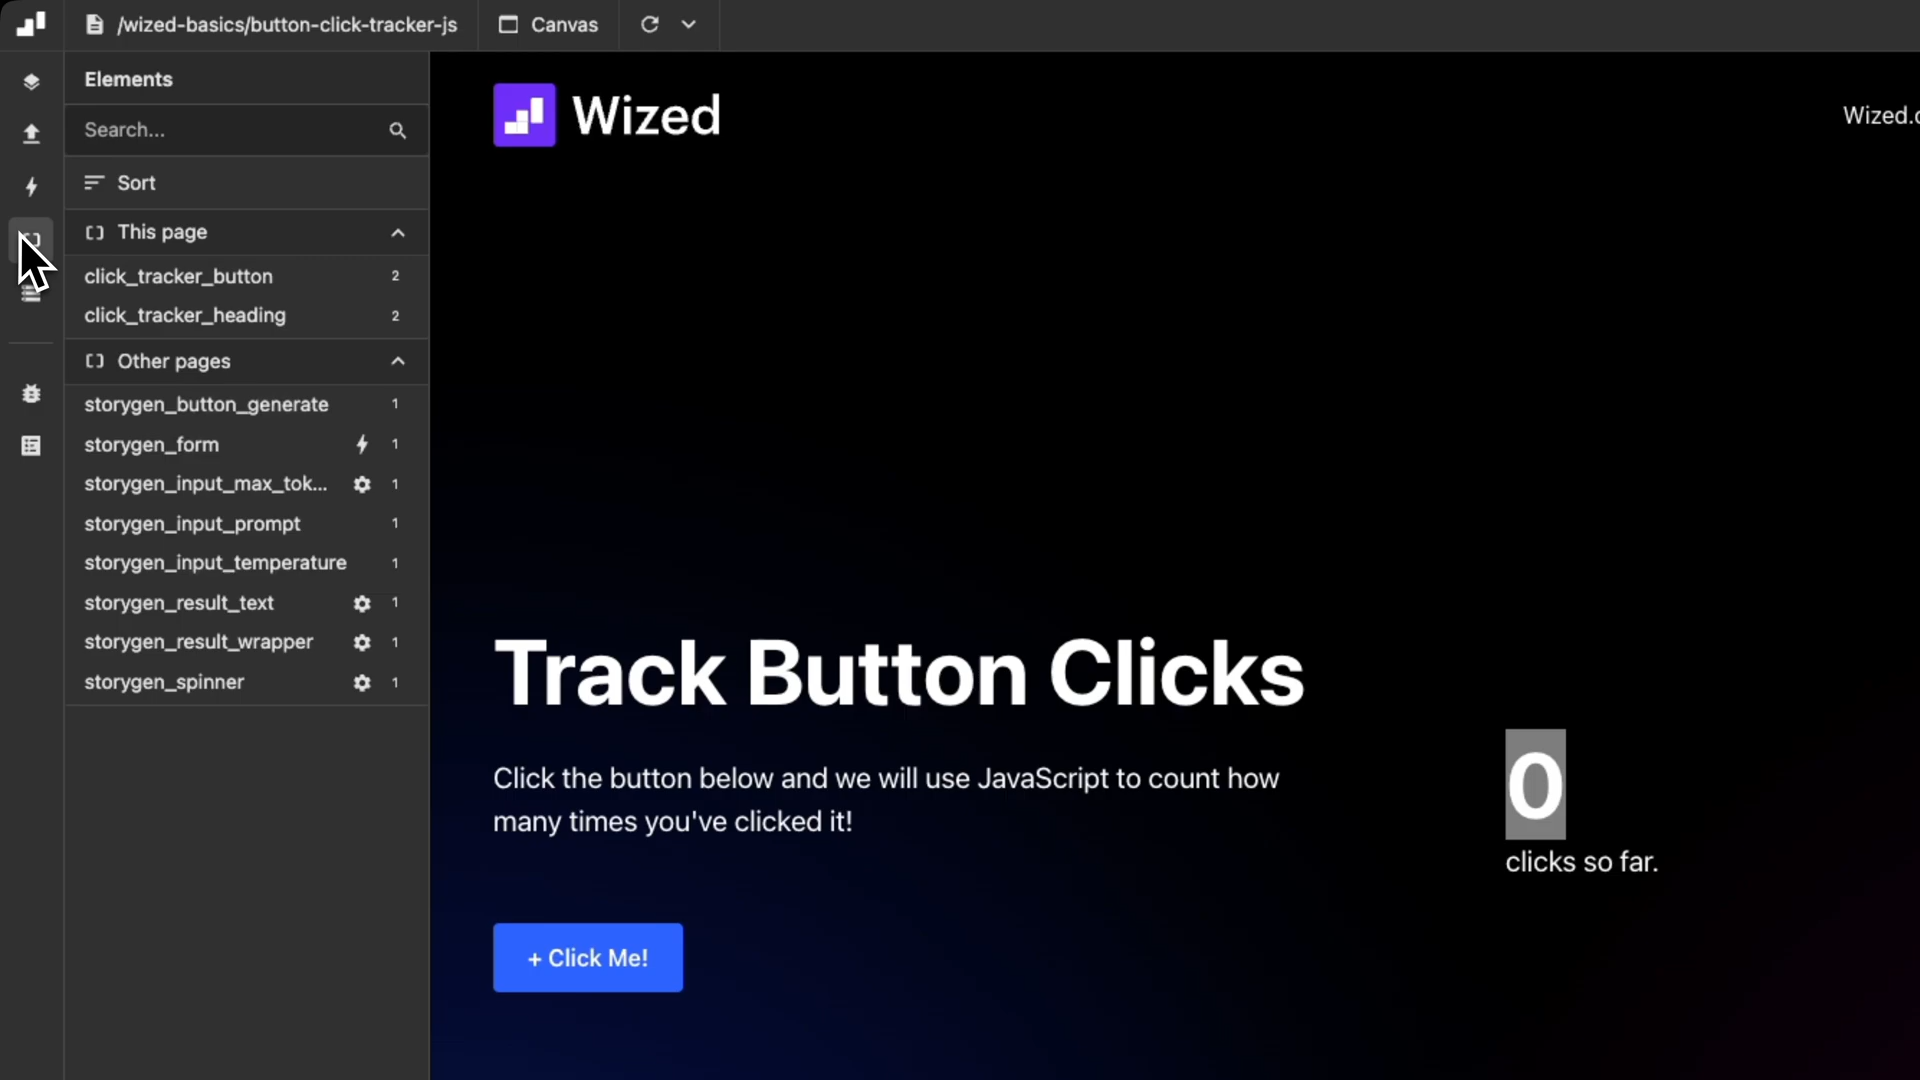 /wized-basics/button-click-tracker-js
Canvas
Elements
Search...
Sort
This page
click_tracker_button 2
click_tracker_heading 2
Other pages
storygen_button_generate 1
storygen_form 1
storygen_input_max_tok... 1
storygen_input_prompt 1
storygen_input_temperature 1
storygen_result_text 1
storygen_result_wrapper 1
storygen_spinner 1
Wized
Wized.c
Track Button Clicks
Click the button below and we will use JavaScript to count how
many times you've clicked it!
+ Click Me!
0
clicks so far.